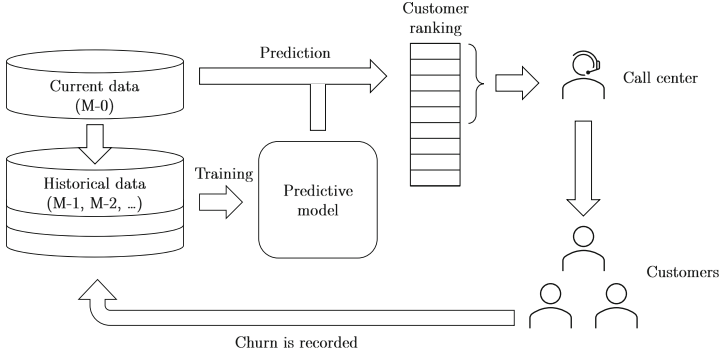 Customer
ranking
Prediction
Current data
(M-0)
Call center
Training
Historical data
(M-1, M-2, ...)
Predictive
model
Customers
Churn is recorded